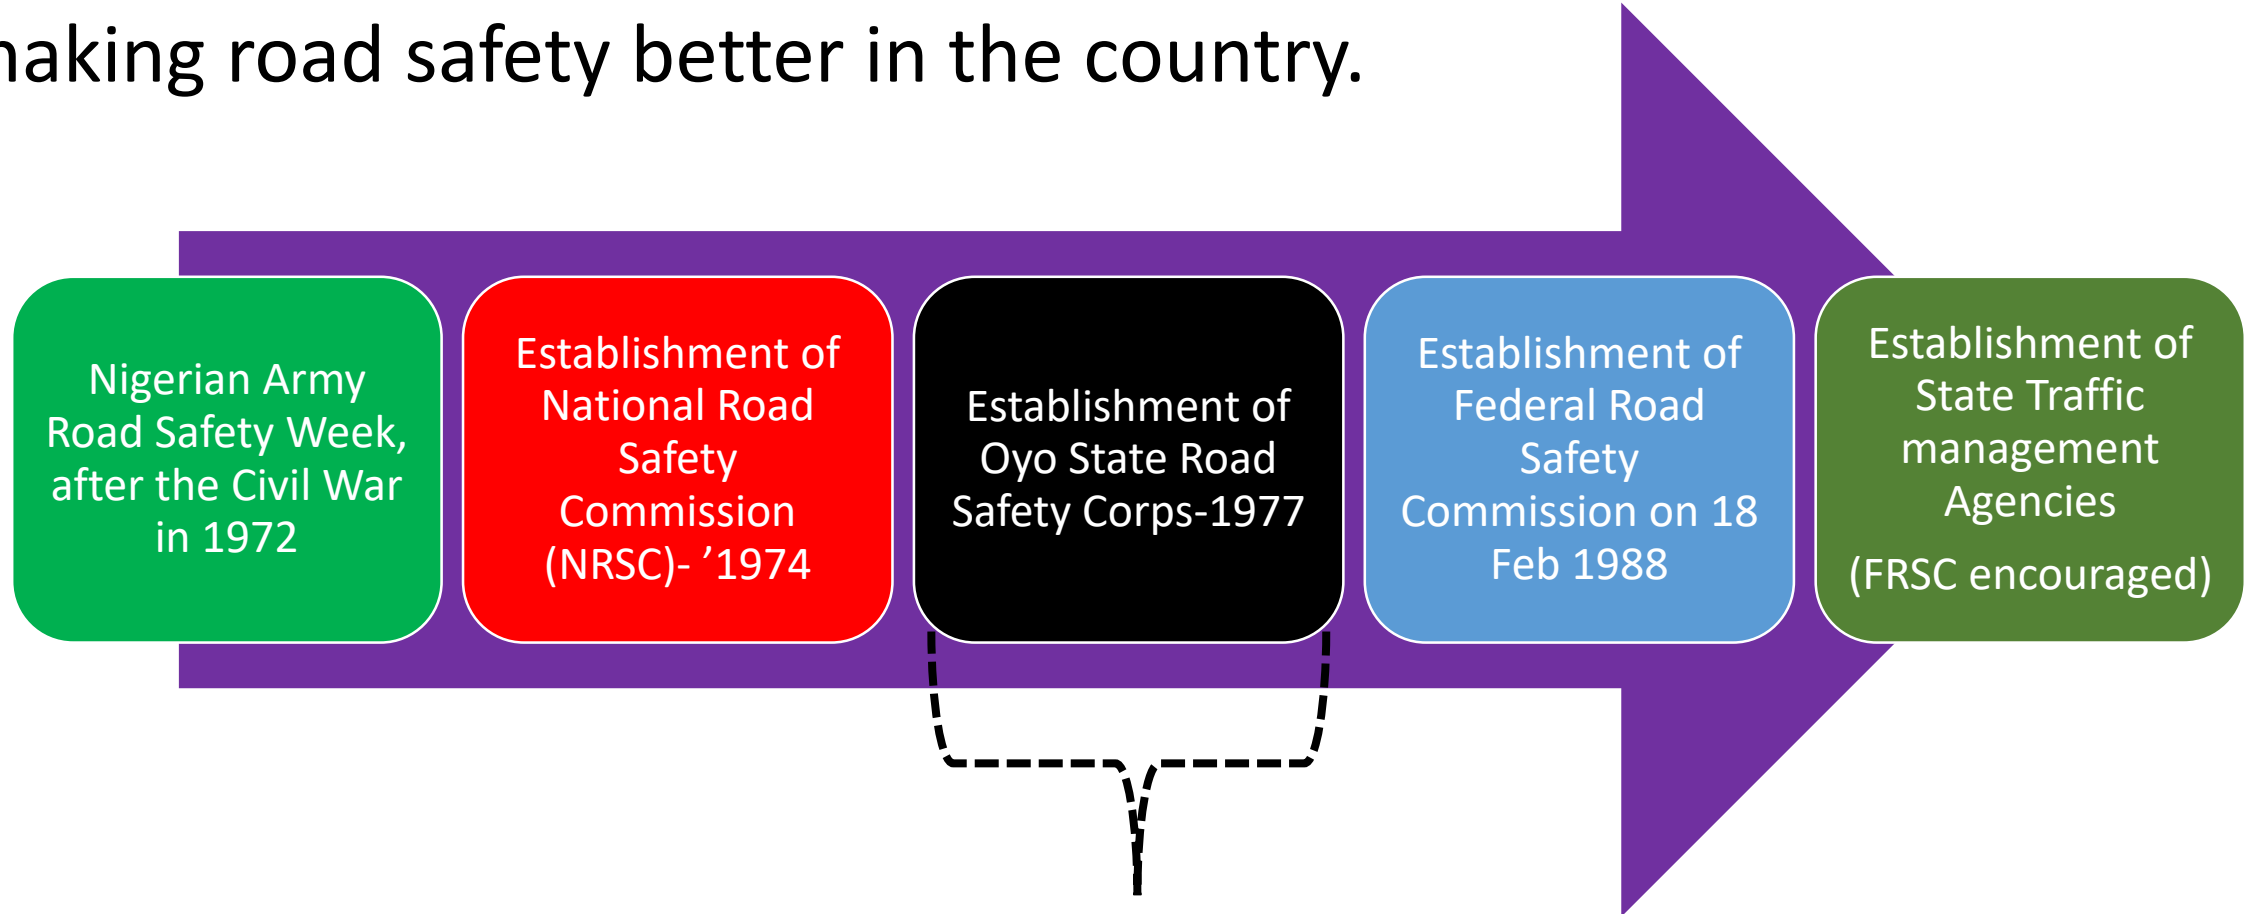 making road safety better in the country.
Nigerian Army
Road Safety Week,
after the Civil War
in 1972
Establishment of
National Road
Safety
Commission
(NRSC)- ’1974
Establishment of
Oyo State Road
Safety Corps-1977
Establishment of
Federal Road
Safety
Commission on 18
Feb 1988
Establishment of
State Traffic
management
Agencies
(FRSC encouraged)